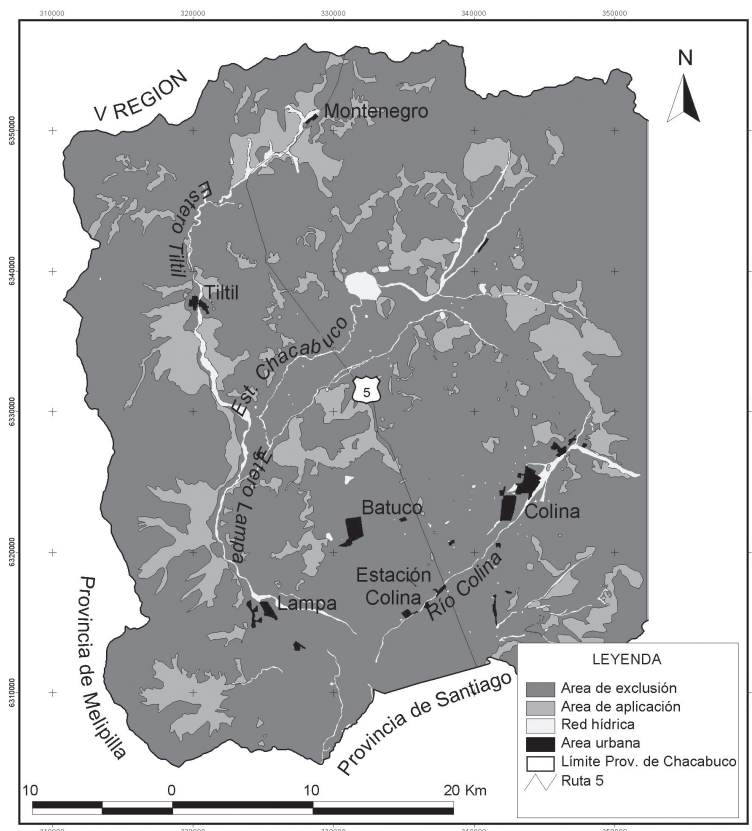 310000 320000 330000 340000 350000
N
V REGION
Montenegro
6350000
Estero Tiltil
6340000
Tiltil
Est. Chacabuco
5
6330000
Etero Lampa
Batuco
Colina
6320000
Estación
Colina
Río Colina
Lampa
Provincia de Melipilla
6310000
Provincia de Santiago
LEYENDA
Area de exclusión
Area de aplicación
Red hídrica
Area urbana
Límite Prov. de Chacabuco
Ruta 5
10 0 10 20 Km